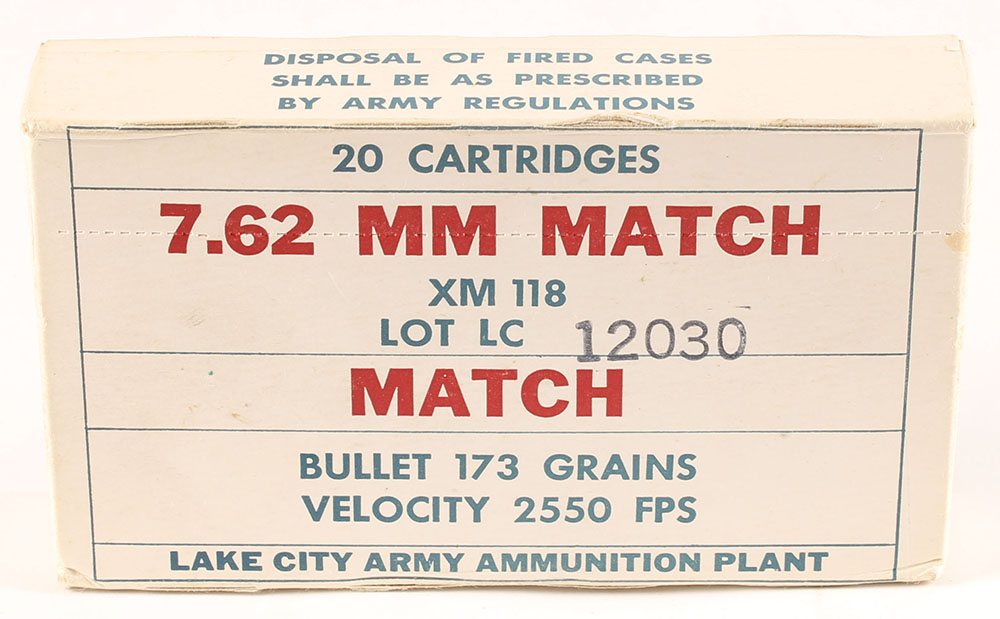 DISPOSAL OF FIRED CASES
SHALL BE AS PRESCRIBED
BY ARMY REGULATIONS
20 CARTRIDGES
7.62 MM MATCH
XM 118
LOT LC 12030
MATCH
BULLET 173 GRAINS
VELOCITY 2550 FPS
LAKE CITY ARMY AMMUNITION PLANT